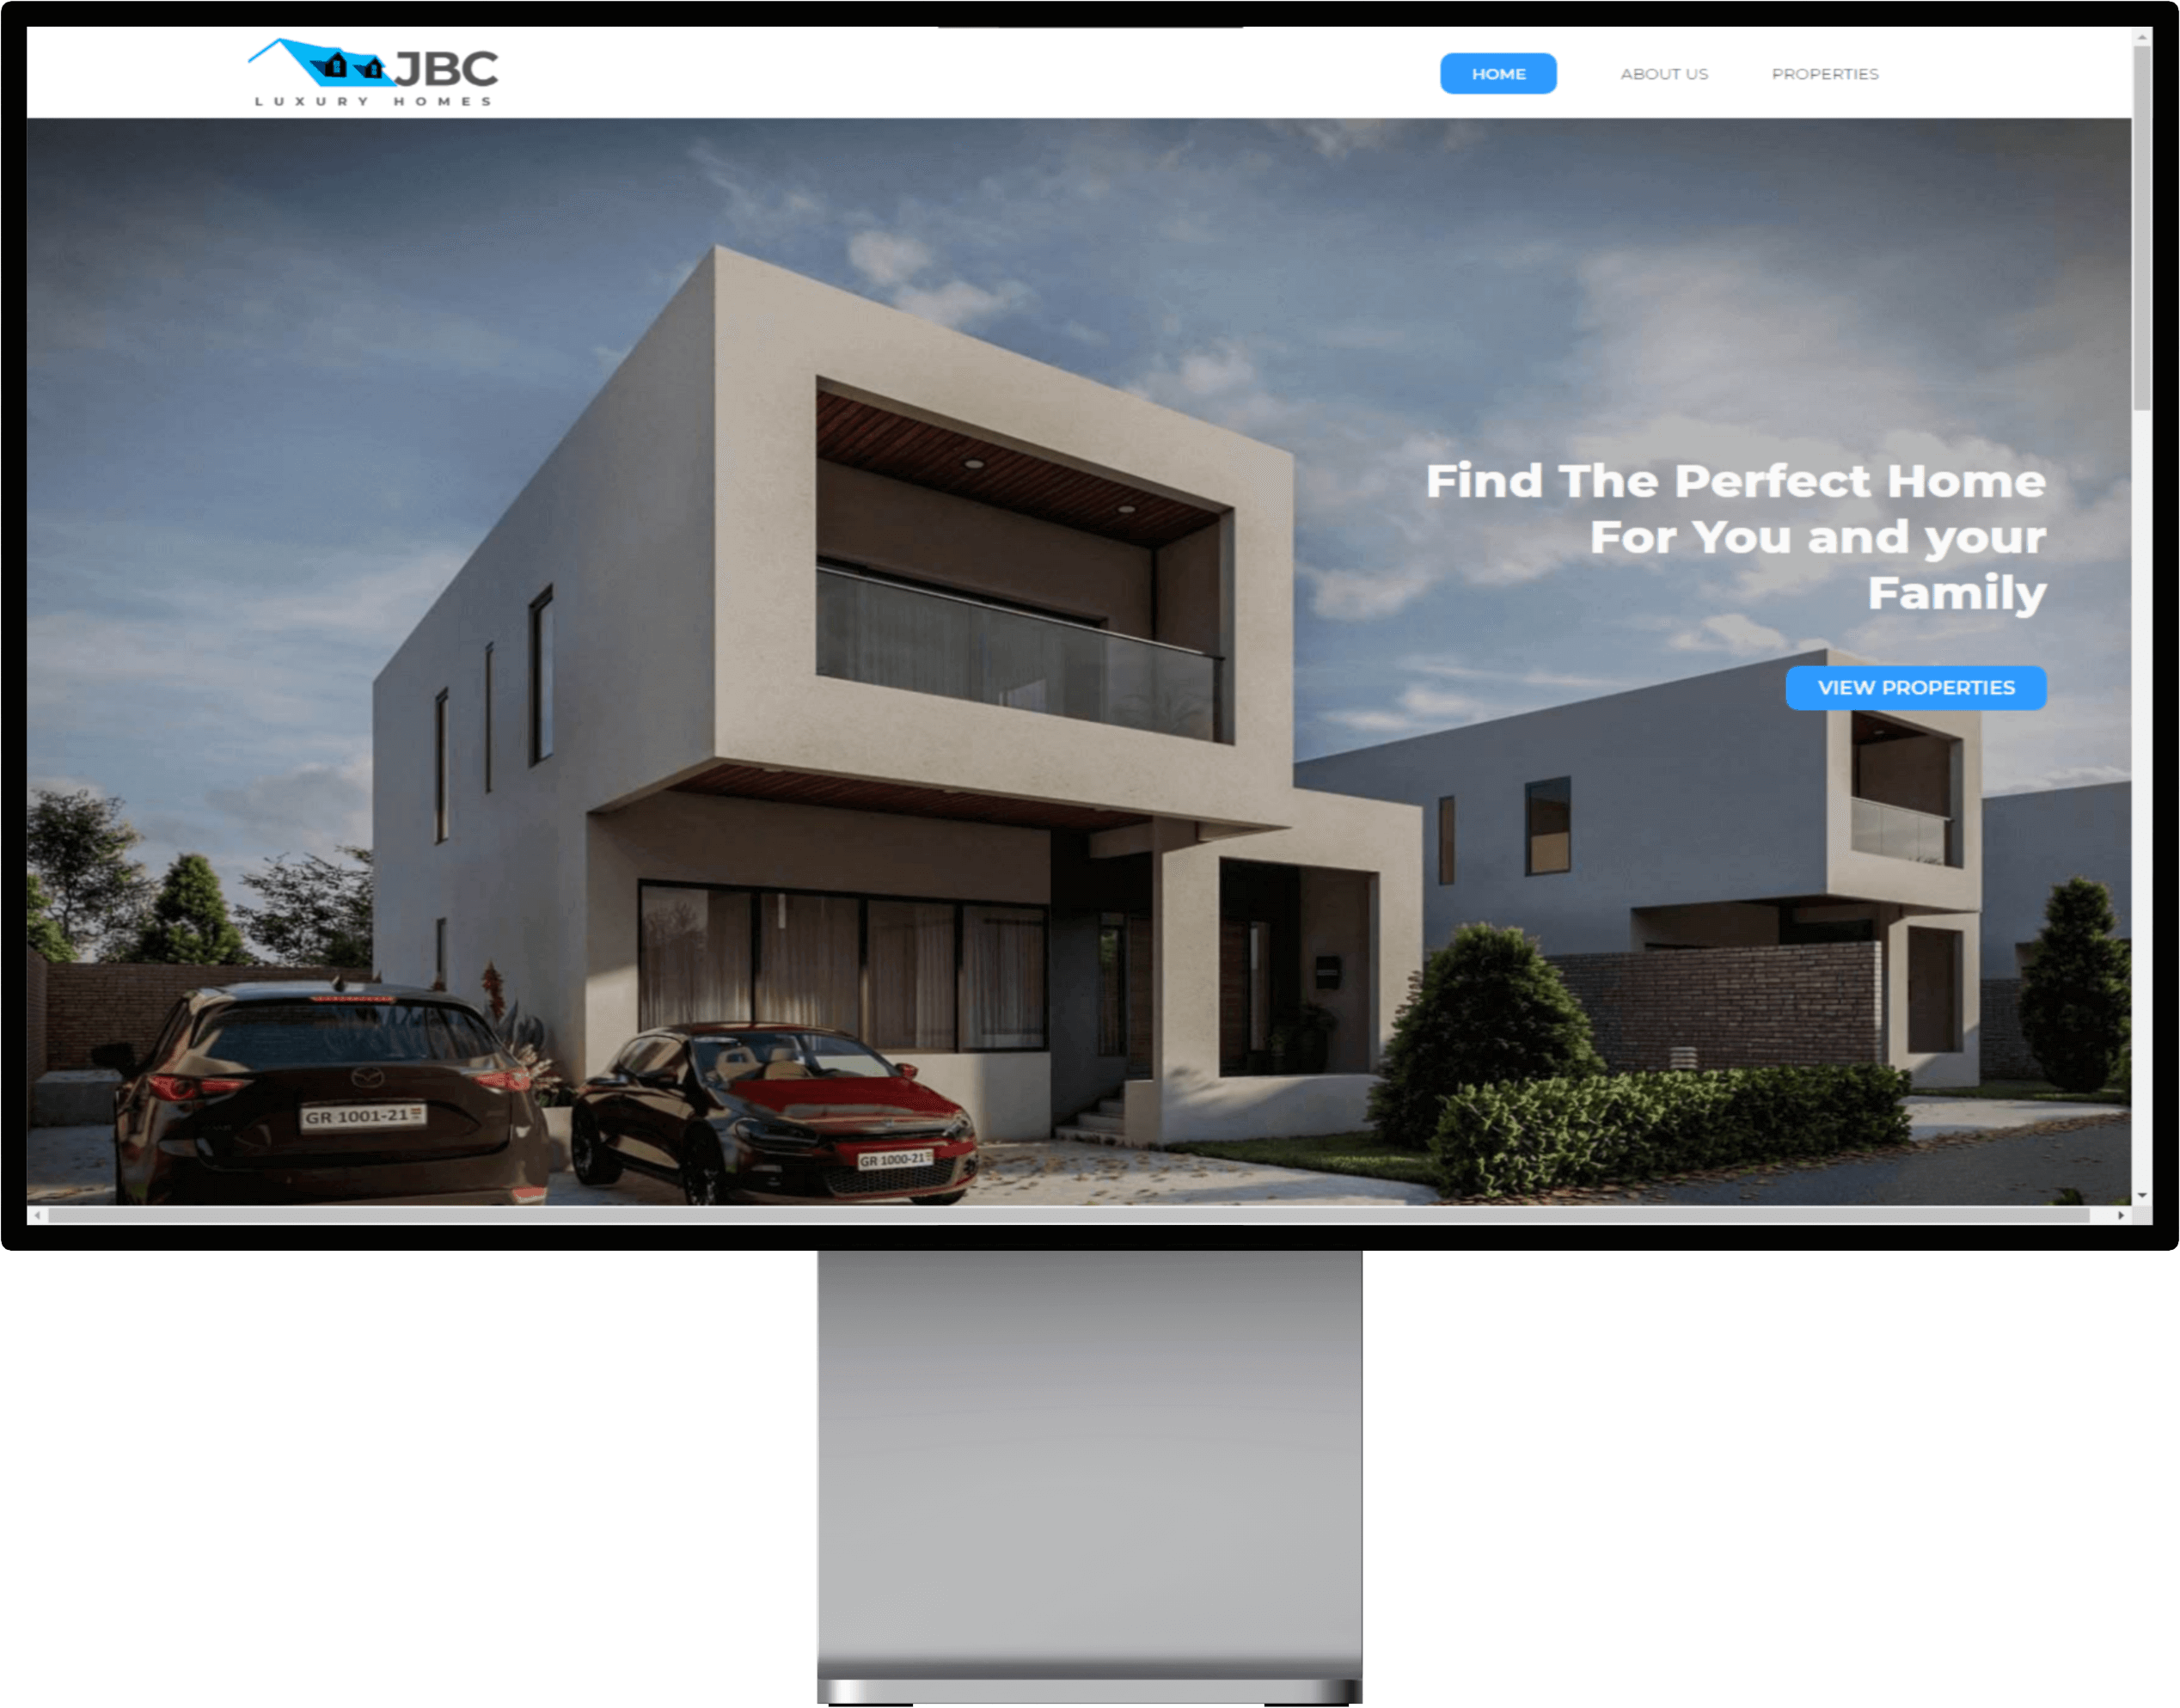 JBC
LUXURY HOMES
HOME
ABOUT US
PROPERTIES
Find The Perfect Home
For You and your
Family
VIEW PROPERTIES
GR 1001-21
GR 1000-21